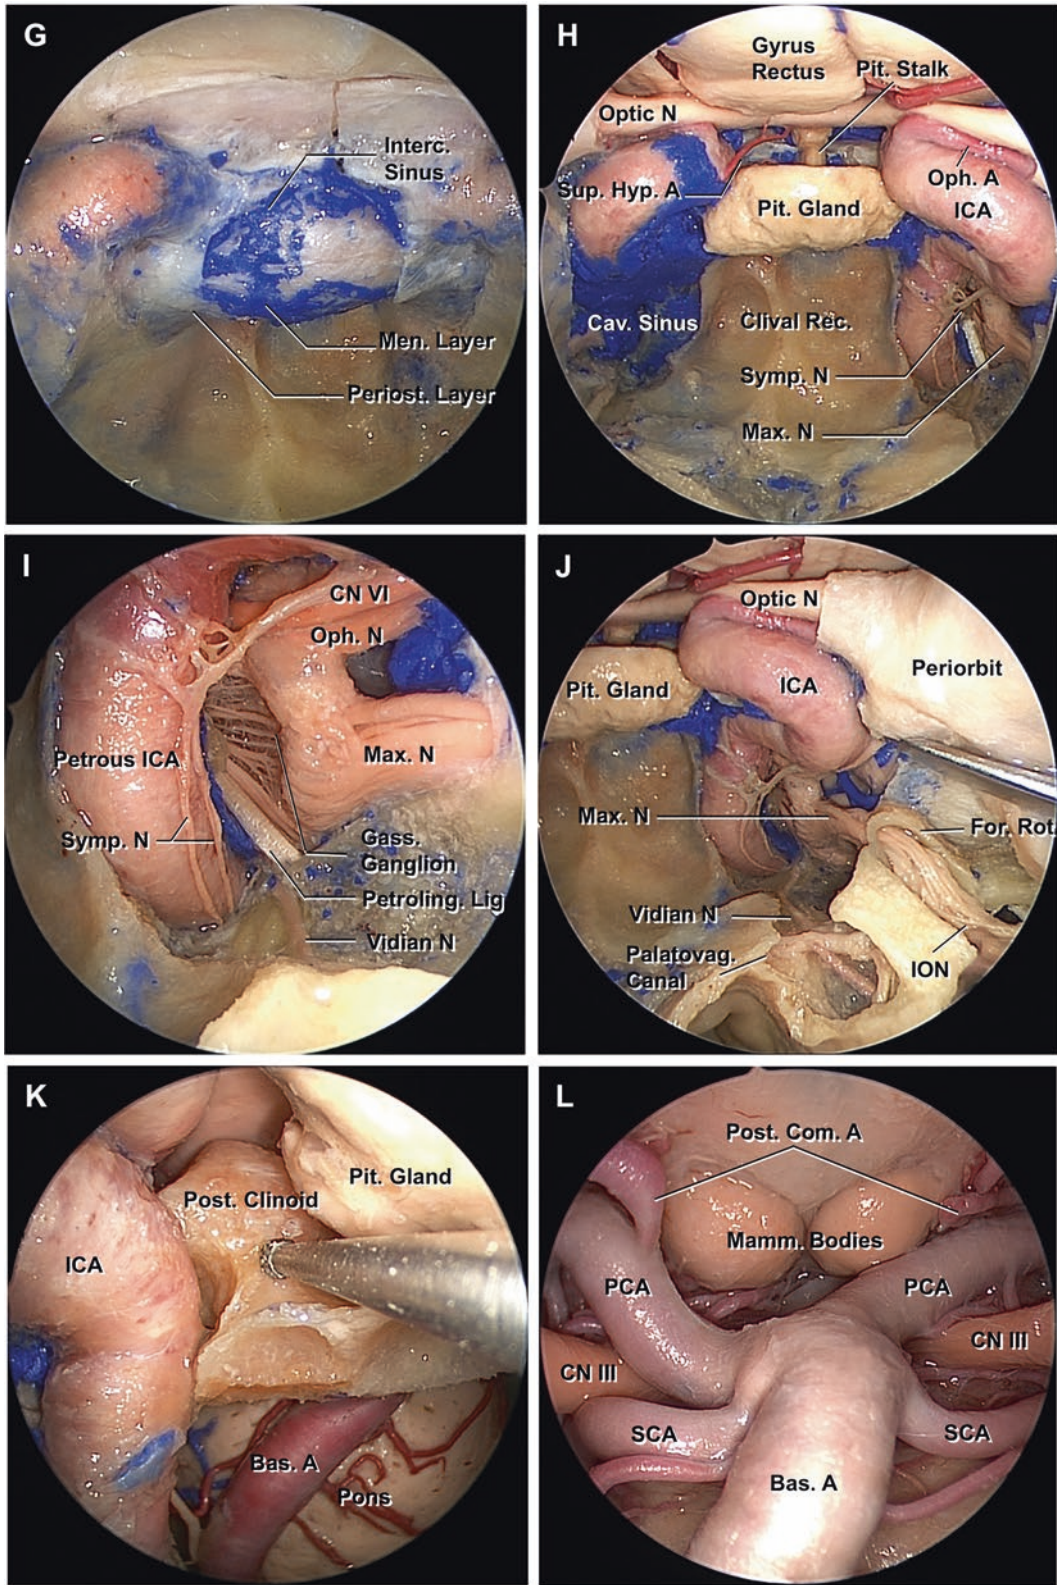 G
Interc.
Sinus
Men. Layer
Periost. Layer
H
Gyrus
Rectus
Pit. Stalk
Optic N
Oph. A
Sup. Hyp. A
Pit. Gland
ICA
Cav. Sinus
Clival Rec.
Symp. N
Max. N
I
CN VI
Oph. N
Petrous ICA
Max. N
Symp. N
Gass.
Ganglion
Petroling. Lig
Vidian N
J
Optic N
Periorbit
Pit. Gland
ICA
Max. N
For. Rot.
Vidian N
Palatovag.
Canal
ION
K
Pit. Gland
Post. Clinoid
ICA
Bas. A
Pons
L
Post. Com. A
Mamm. Bodies
PCA
PCA
CN III
CN III
SCA
SCA
Bas. A